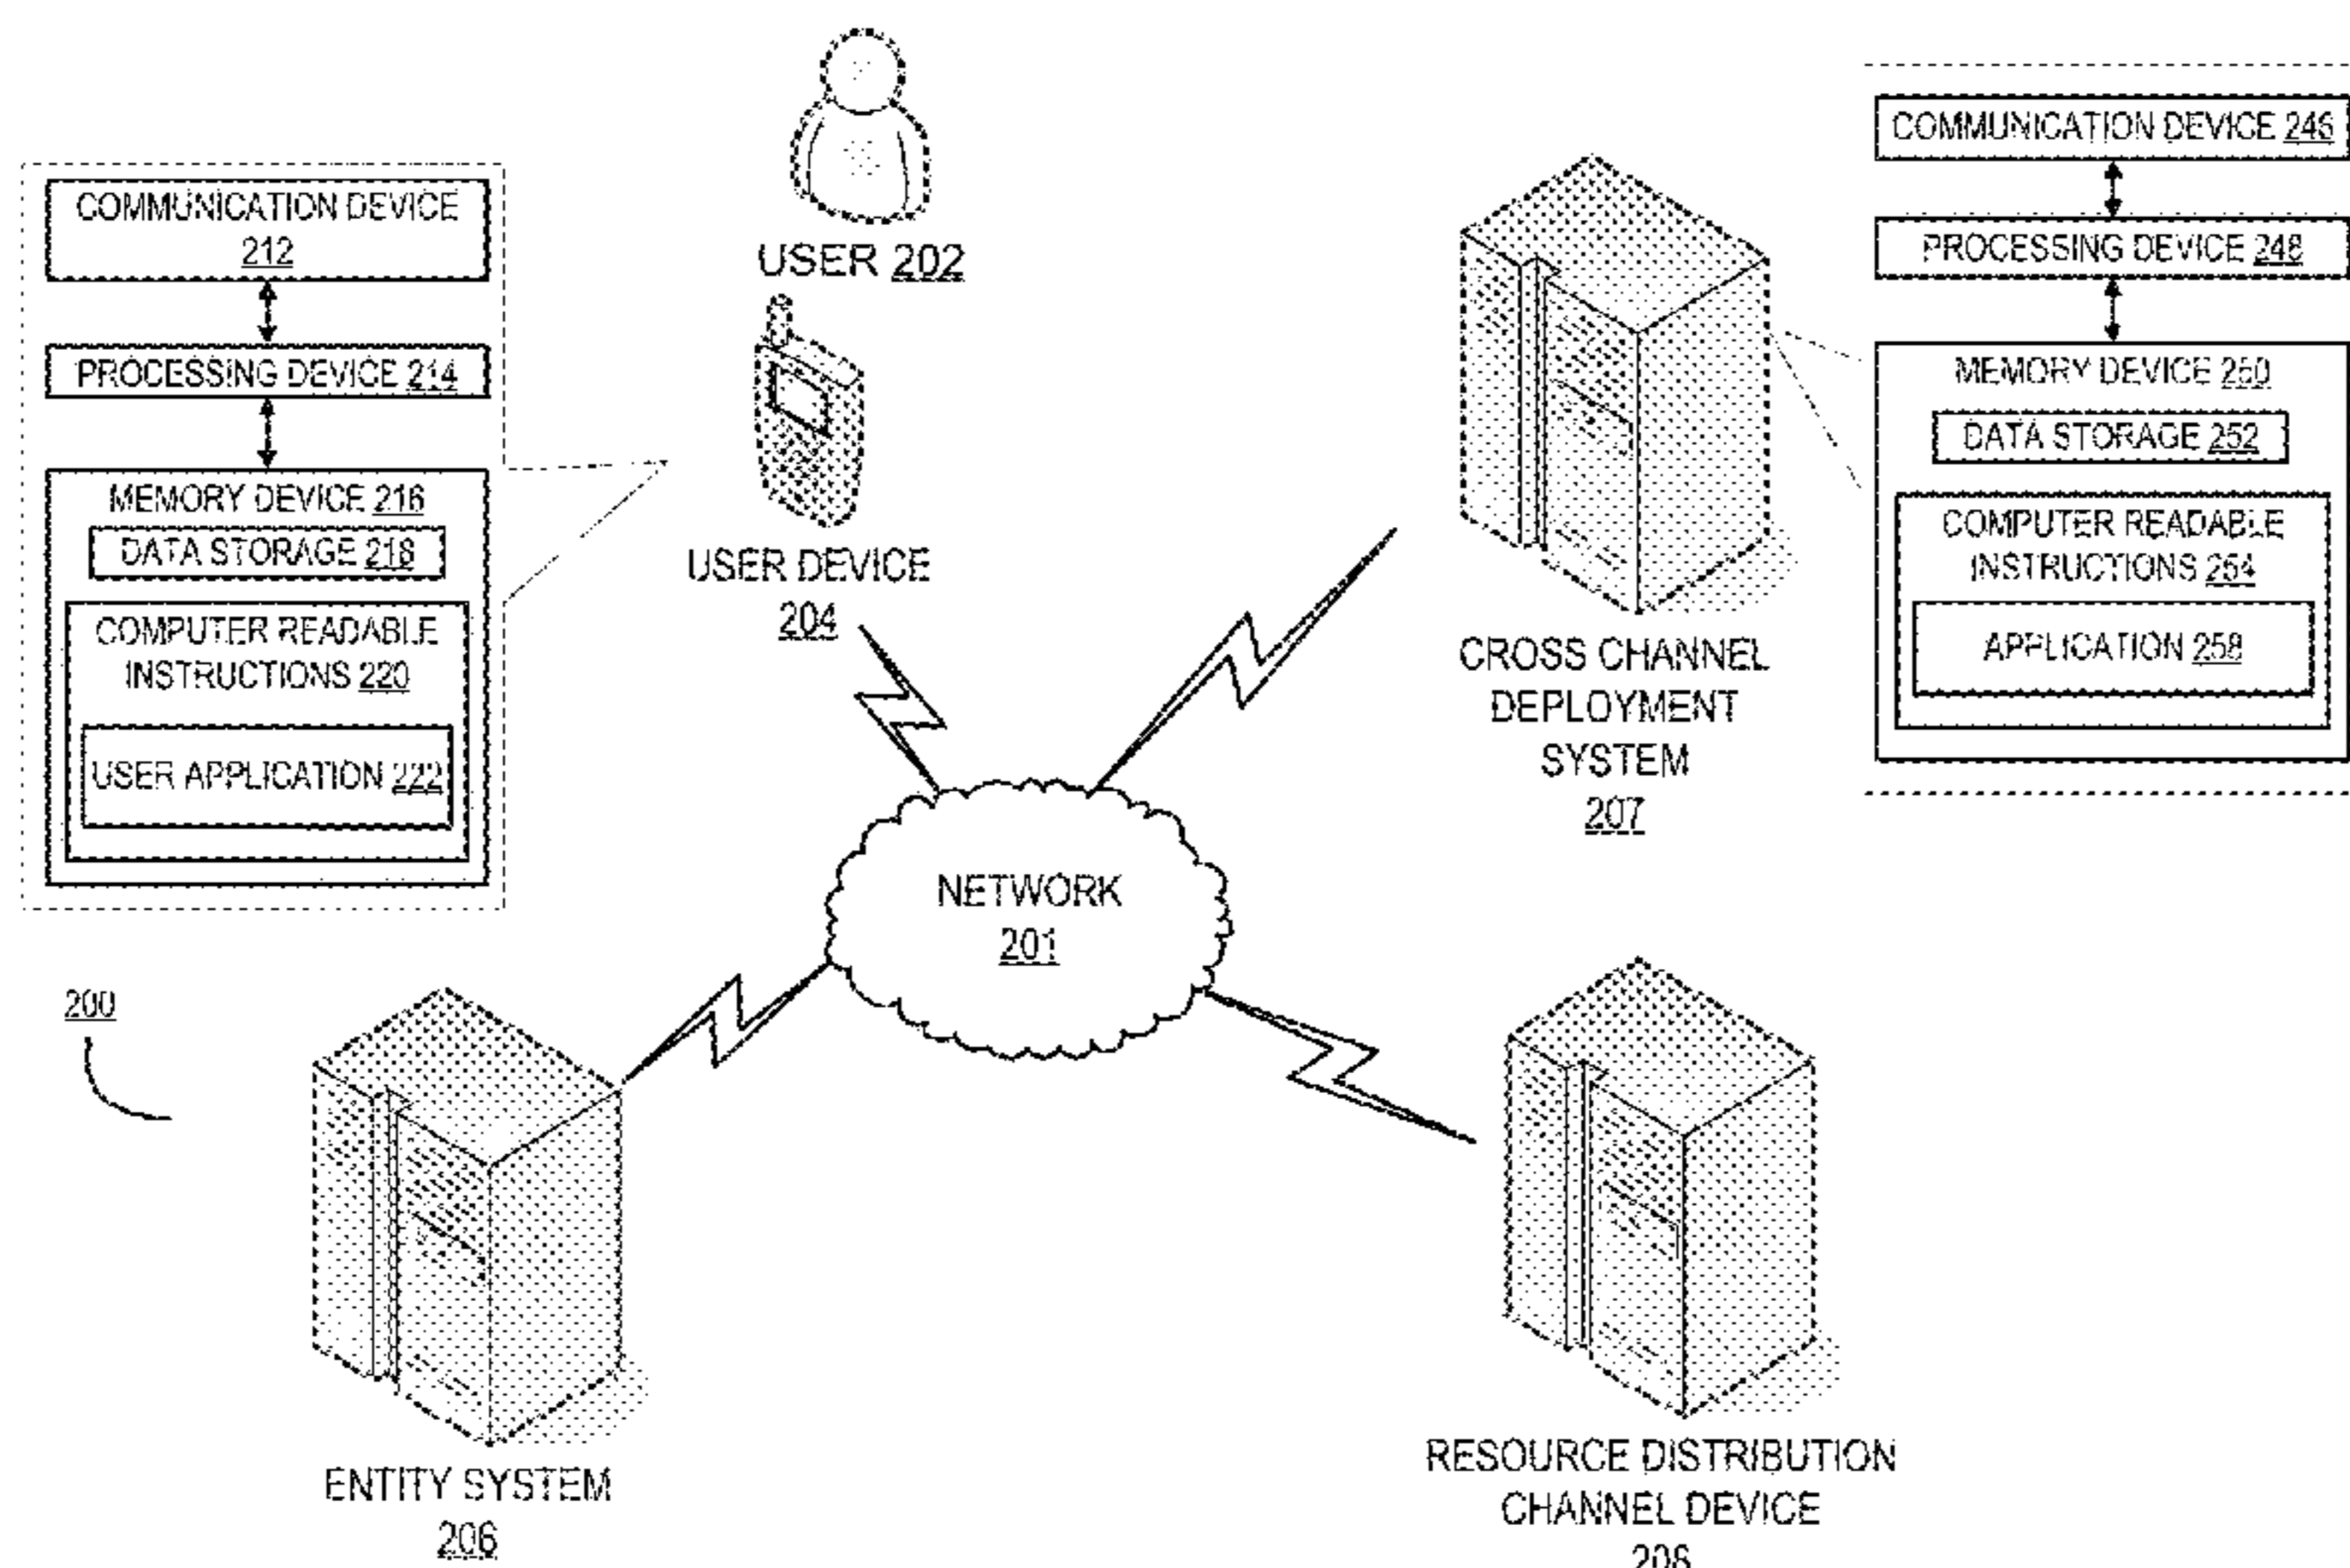 USER 202
COMMUNICATION DEVICE
212
PROCESSING DEVICE 214
MEMORY DEVICE 216
DATA STORAGE 218
COMPUTER READABLE
INSTRUCTIONS 220
USER APPLICATION 222
USER DEVICE
204
COMMUNICATION DEVICE 246
PROCESSING DEVICE 248
MEMORY DEVICE 250
DATA STORAGE 252
COMPUTER READABLE
INSTRUCTIONS 254
APPLICATION 258
CROSS CHANNEL
DEPLOYMENT
SYSTEM
207
NETWORK
201
200
ENTITY SYSTEM
206
RESOURCE DISTRIBUTION
CHANNEL DEVICE